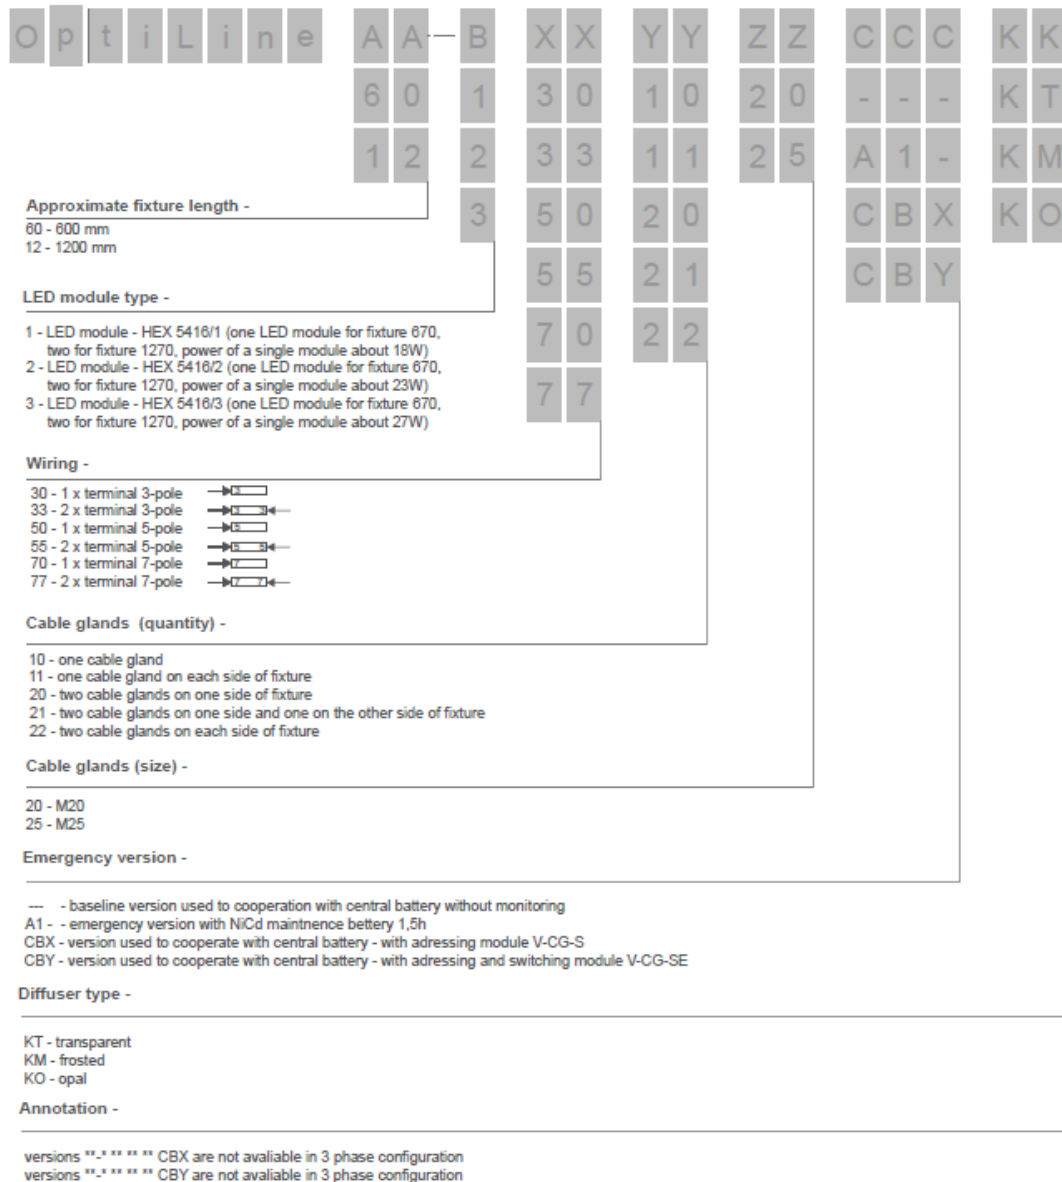 OptiLine AA-B XX YY ZZ CCC KK
60 1 30 10 20 --- KT
12 2 33 11 25 A1- KM
3 50 20 CBX KO
55 21 CBY
70 22
77
Approximate fixture length -
60 - 600 mm
12 - 1200 mm
LED module type -
1 - LED module - HEX 5416/1 (one LED module for fixture 670,
two for fixture 1270, power of a single module about 18W)
2 - LED module - HEX 5416/2 (one LED module for fixture 670,
two for fixture 1270, power of a single module about 23W)
3 - LED module - HEX 5416/3 (one LED module for fixture 670,
two for fixture 1270, power of a single module about 27W)
Wiring -
30 - 1 x terminal 3-pole 3
33 - 2 x terminal 3-pole 3 3
50 - 1 x terminal 5-pole 5
55 - 2 x terminal 5-pole 5 5
70 - 1 x terminal 7-pole 7
77 - 2 x terminal 7-pole 7 7
Cable glands (quantity) -
10 - one cable gland
11 - one cable gland on each side of fixture
20 - two cable glands on one side of fixture
21 - two cable glands on one side and one on the other side of fixture
22 - two cable glands on each side of fixture
Cable glands (size) -
20 - M20
25 - M25
Emergency version -
--- - baseline version used to cooperation with central battery without monitoring
A1 - - emergency version with NiCd maintnence bettery 1,5h
CBX - version used to cooperate with central battery - with adressing module V-CG-S
CBY - version used to cooperate with central battery - with adressing and switching module V-CG-SE
Diffuser type -
KT - transparent
KM - frosted
KO - opal
Annotation -
versions **-* ** ** ** CBX are not avaliable in 3 phase configuration
versions **-* ** ** ** CBY are not avaliable in 3 phase configuration